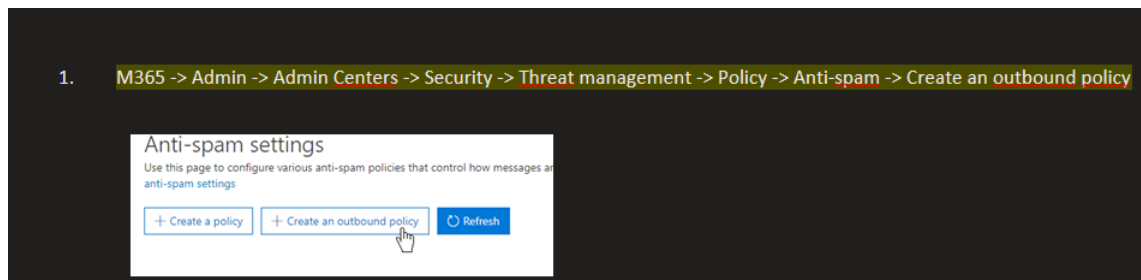 1. M365 -> Admin -> Admin Centers -> Security -> Threat management -> Policy -> Anti-spam -> Create an outbound policy
Anti-spam settings
Use this page to configure various anti-spam policies that control how messages
anti-spam settings
+ Create a policy + Create an outbound policy Refresh